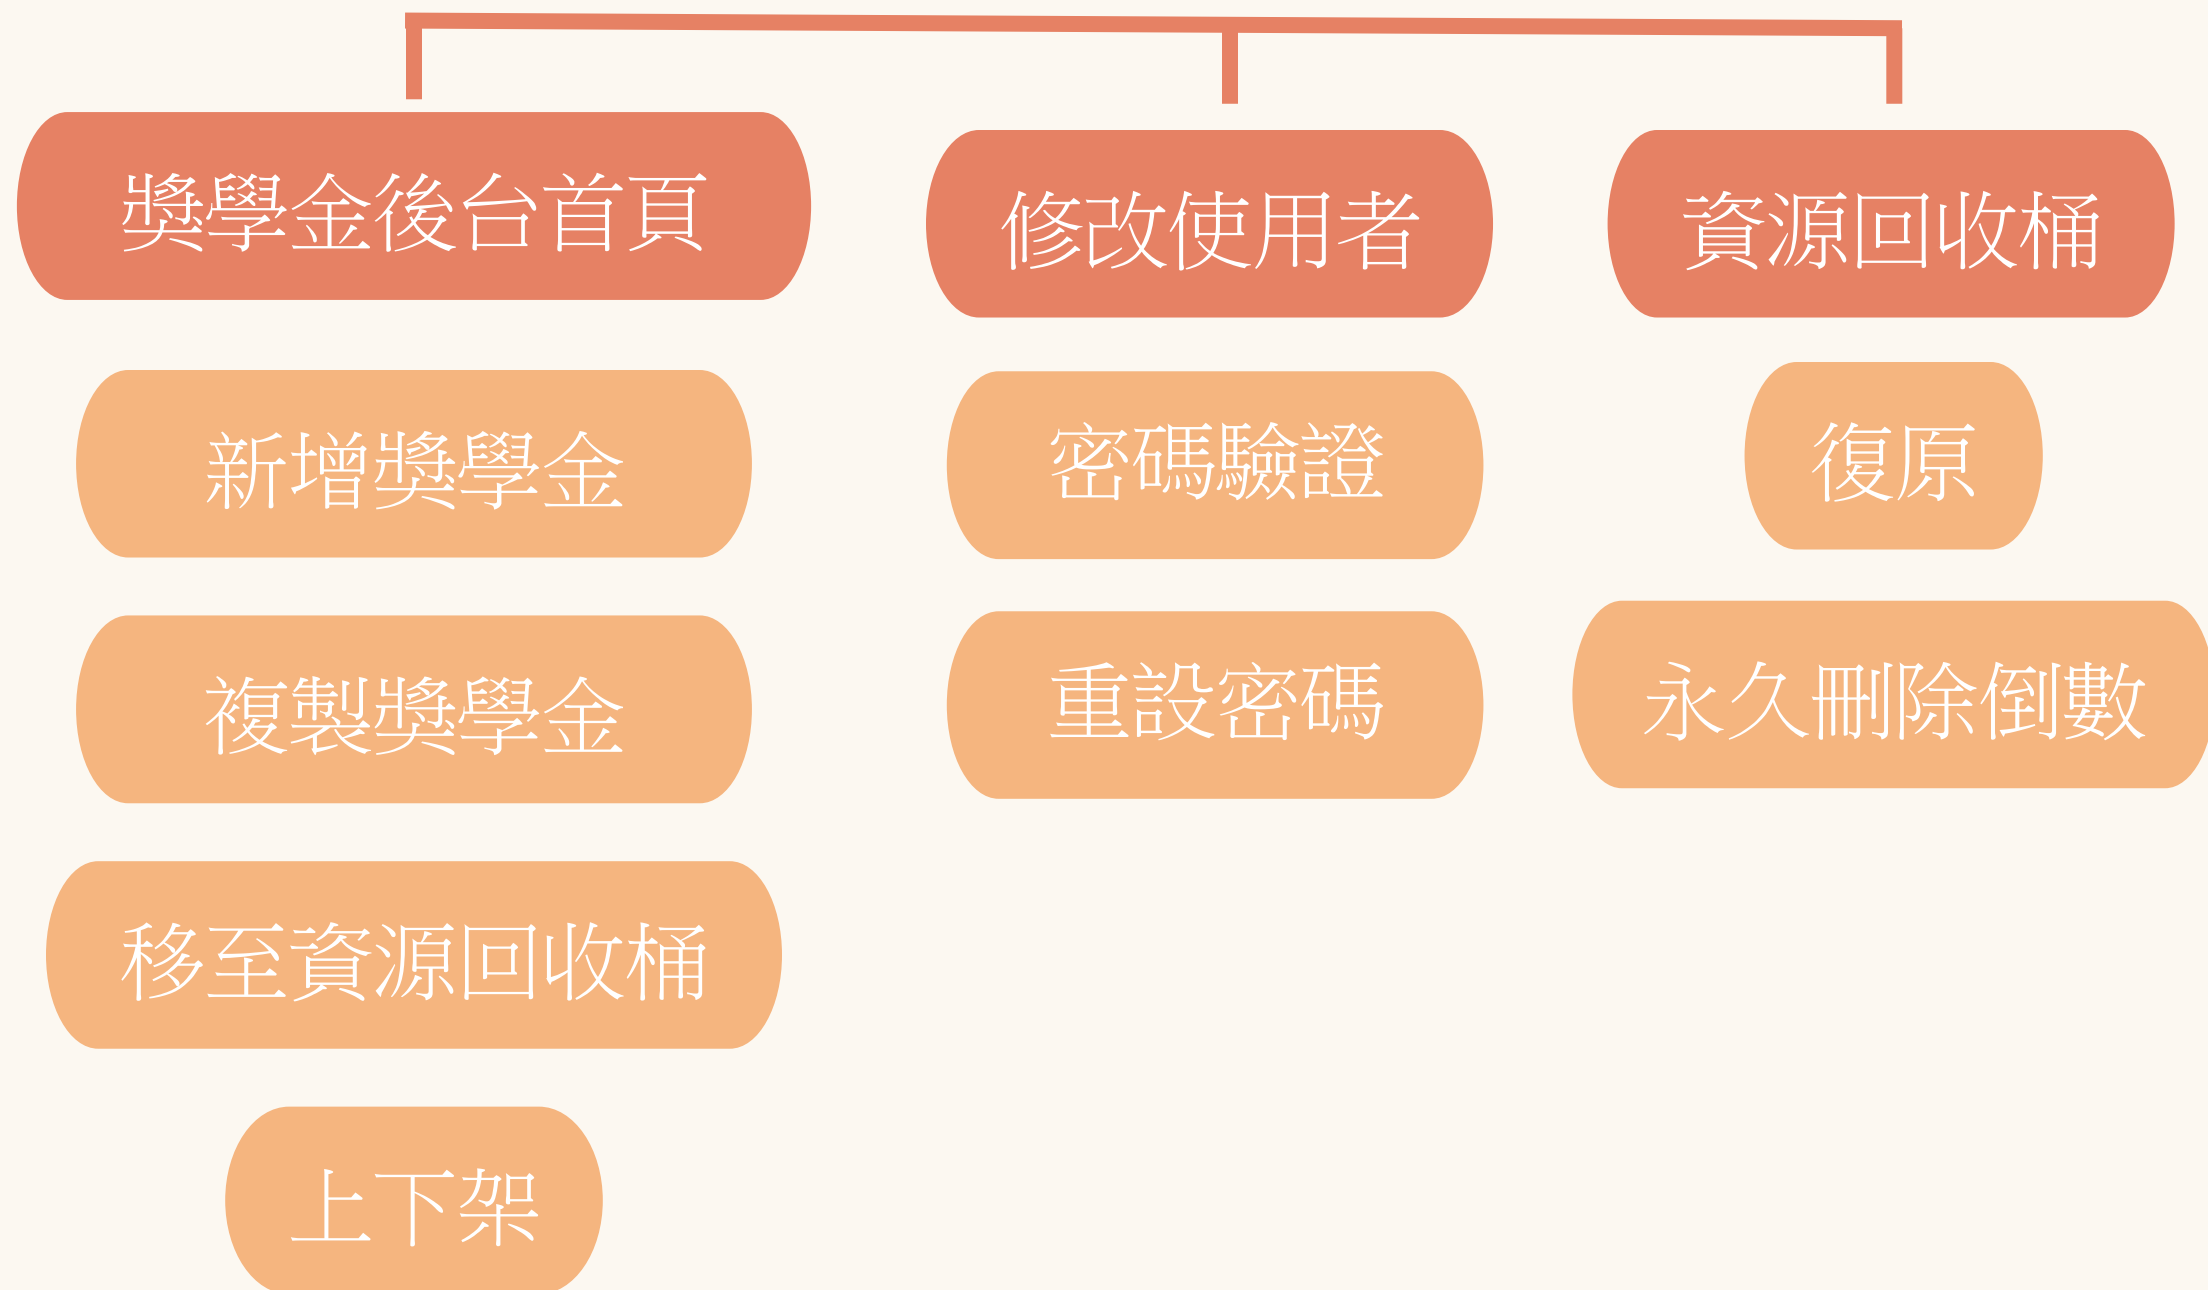 獎學金後台首頁
新增獎學金
複製獎學金
移至資源回收桶
上下架
修改使用者
密碼驗證
重設密碼
資源回收桶
復原
永久刪除倒數